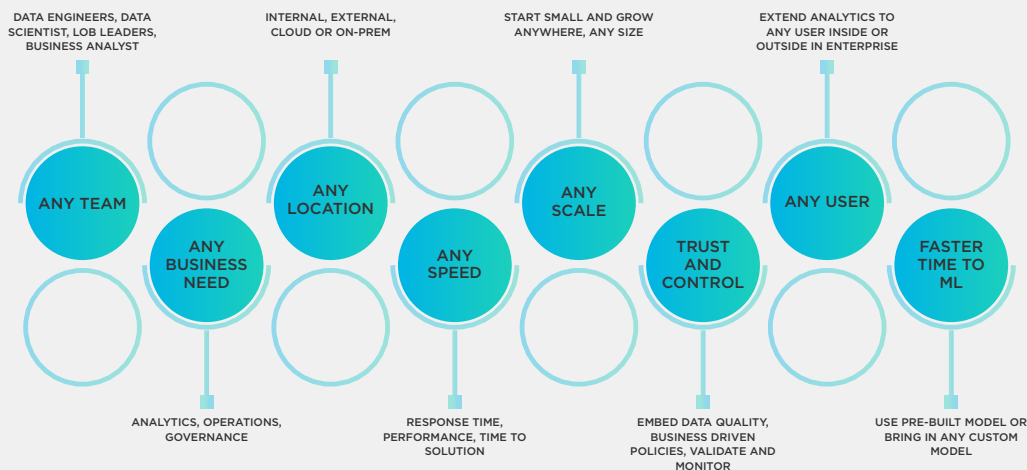 DATA ENGINEERS, DATA
SCIENTIST, LOB LEADERS,
BUSINESS ANALYST
INTERNAL, EXTERNAL,
CLOUD OR ON-PREM
START SMALL AND GROW
ANYWHERE, ANY SIZE
EXTEND ANALYTICS TO
ANY USER INSIDE OR
OUTSIDE IN ENTERPRISE
ANY TEAM
ANY
BUSINESS
NEED
ANY
LOCATION
ANY
SPEED
ANY
SCALE
TRUST
AND
CONTROL
ANY USER
FASTER
TIME TO
ML
ANALYTICS, OPERATIONS,
GOVERNANCE
RESPONSE TIME,
PERFORMANCE, TIME TO
SOLUTION
EMBED DATA QUALITY,
BUSINESS DRIVEN
POLICIES, VALIDATE AND
MONITOR
USE PRE-BUILT MODEL OR
BRING IN ANY CUSTOM
MODEL